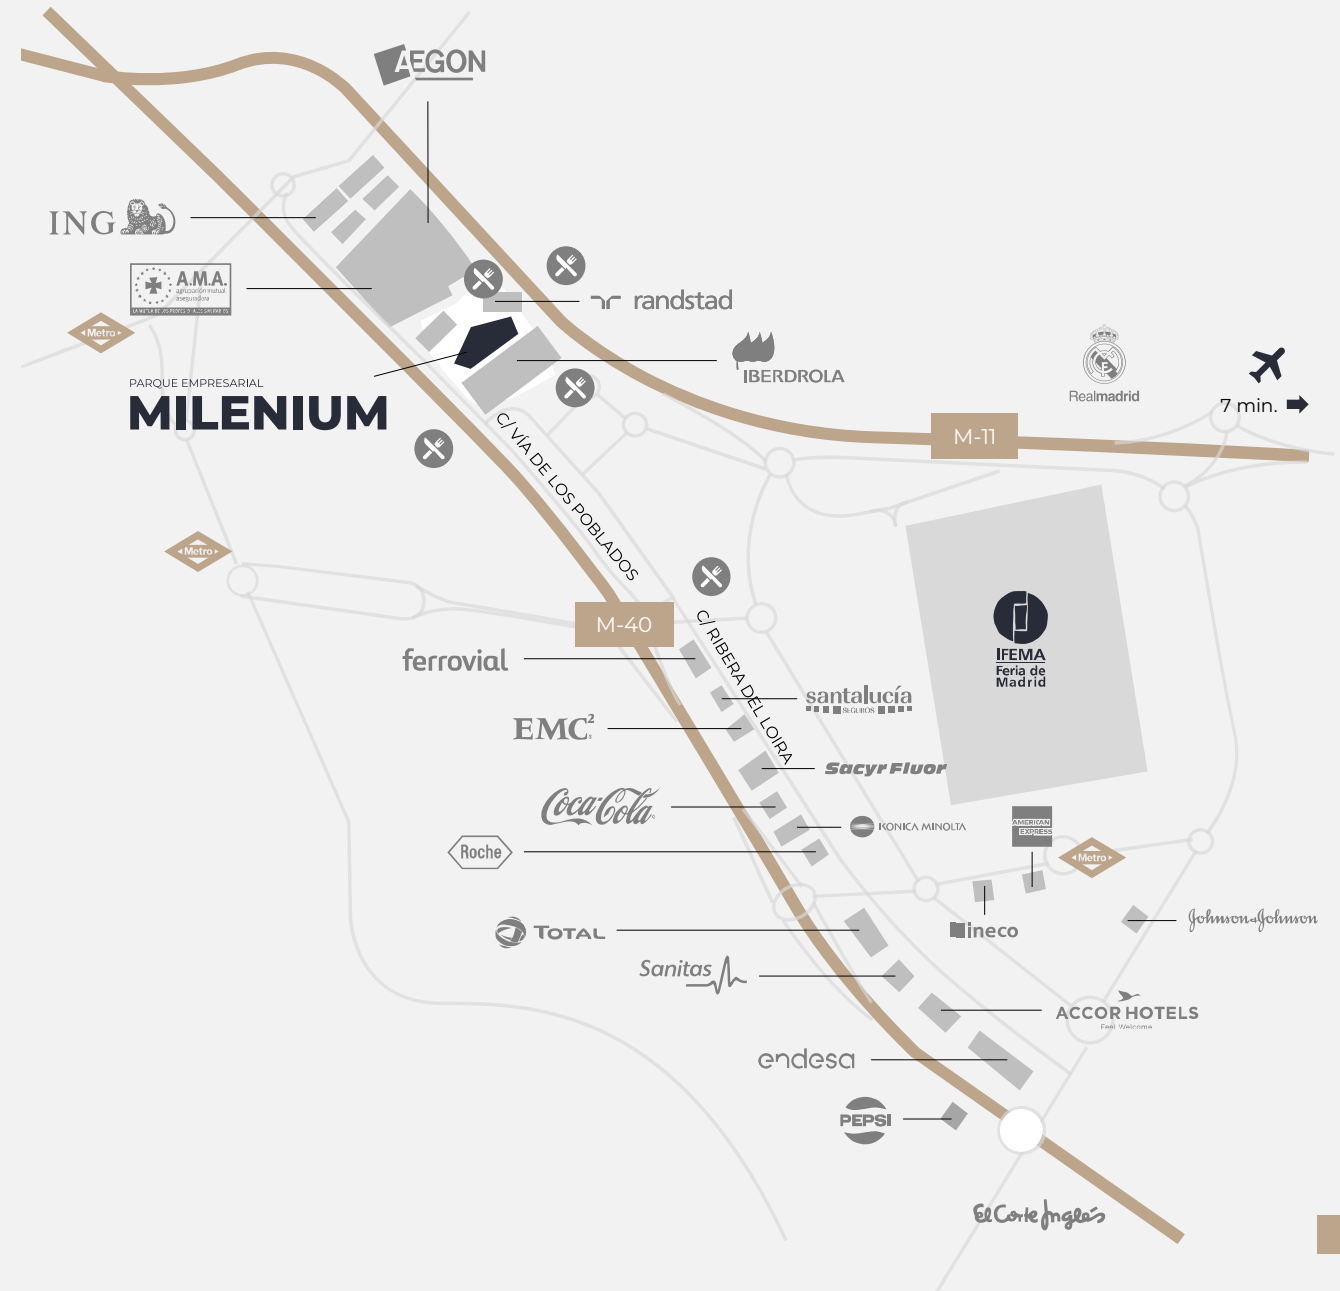 AEGON
ING
A.M.A.
agrupación mutual
aseguradora
Metro
randstad
IBERDROLA
Realmadrid
7 min.
PARQUE EMPRESARIAL
MILENIUM
M-11
C/ VÍA DE LOS POBLADOS
Metro
M-40
C/ RIBERA DEL LOIRA
IFEMA
Feria de
Madrid
ferrovial
santalucía
SEGUROS
EMC²
Sacyr Fluor
Coca-Cola
KONICA MINOLTA
AMERICAN
EXPRESS
Roche
Metro
ineco
Johnson&Johnson
TOTAL
Sanitas
ACCOR HOTELS
Feel Welcome
endesa
PEPSI
El Corte Inglés